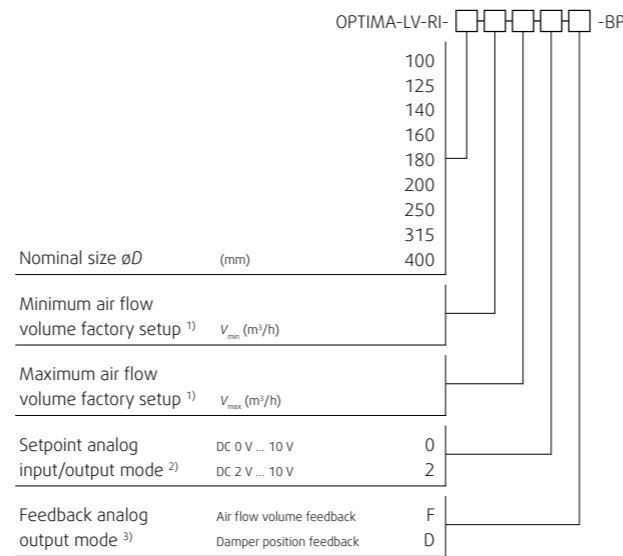 OPTIMA-LV-RI- □-□-□-□-□ -BP
100
125
140
160
180
200
250
315
Nominal size øD (mm) 400
Minimum air flow
volume factory setup ¹⁾ Vmin (m³/h)
Maximum air flow
volume factory setup ¹⁾ Vmax (m³/h)
Setpoint analog DC 0 V ... 10 V 0
input/output mode ²⁾ DC 2 V ... 10 V 2
Feedback analog Air flow volume feedback F
output mode ³⁾ Damper position feedback D